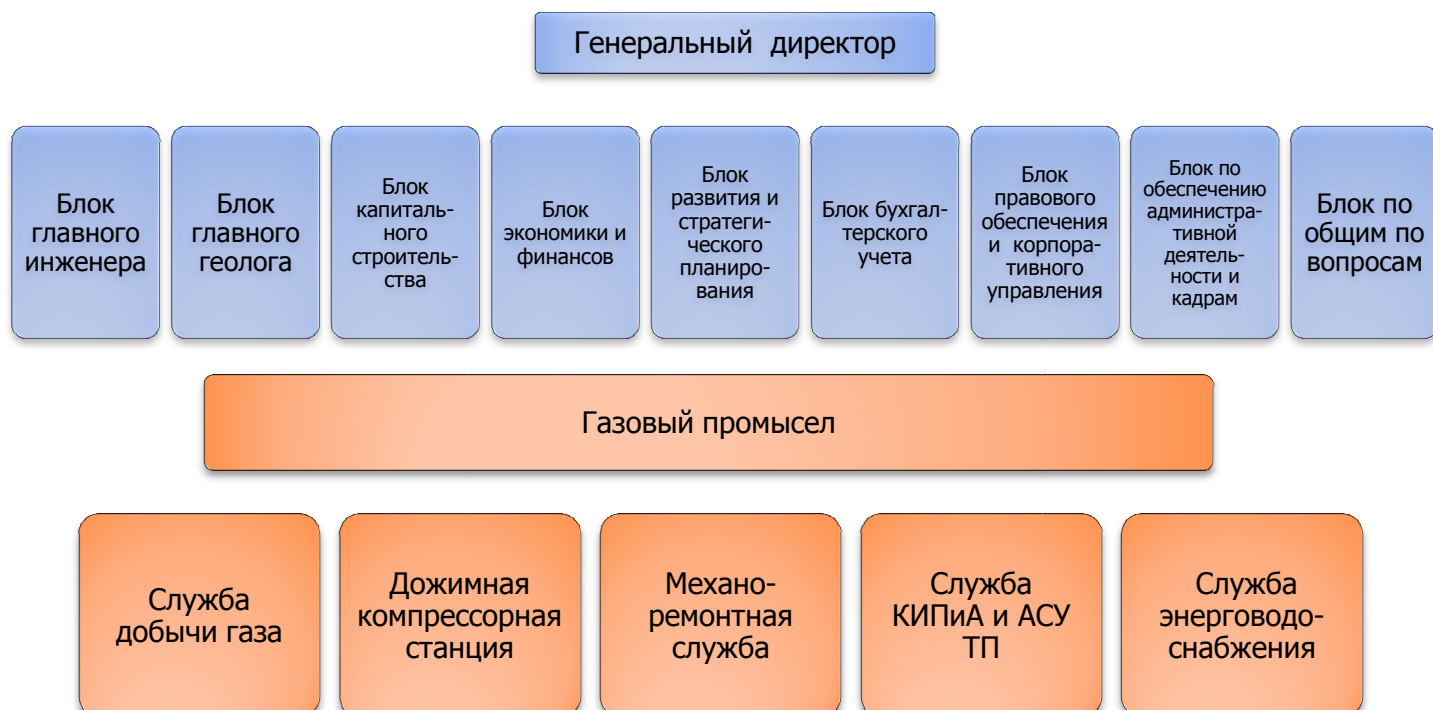 Генеральный директор
Блок
главного
инженера
Блок
главного
геолога
Блок
капиталь-
ного
строитель-
ства
Блок
экономики и
финансов
Блок
развития и
стратеги-
ческого
планиро-
вания
Блок бухгал-
терского
учета
Блок
правового
обеспечения
и корпора-
тивного
управления
Блок по
обеспечению
администра-
тивной
деятель-
ности и
кадрам
Блок по
общим по
вопросам
Газовый промысел
Служба
добычи газа
Дожимная
компрессорная
станция
Механо-
ремонтная
служба
Служба
КИПиА и АСУ
ТП
Служба
энерговодо-
снабжения